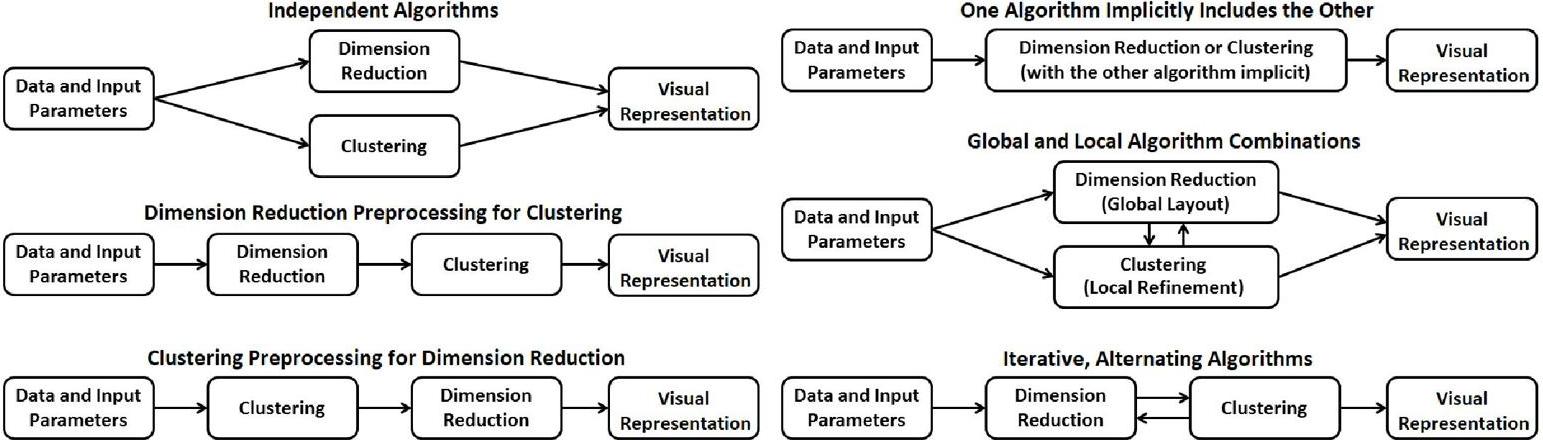 Independent Algorithms
Data and Input
Parameters
Dimension
Reduction
Clustering
Visual
Representation
Dimension Reduction Preprocessing for Clustering
Data and Input
Parameters
Dimension
Reduction
Clustering
Visual
Representation
Clustering Preprocessing for Dimension Reduction
Data and Input
Parameters
Clustering
Dimension
Reduction
Visual
Representation
One Algorithm Implicitly Includes the Other
Data and Input
Parameters
Dimension Reduction or Clustering
(with the other algorithm implicit)
Visual
Representation
Global and Local Algorithm Combinations
Data and Input
Parameters
Dimension Reduction
(Global Layout)
Clustering
(Local Refinement)
Visual
Representation
Iterative, Alternating Algorithms
Data and Input
Parameters
Dimension
Reduction
Clustering
Visual
Representation